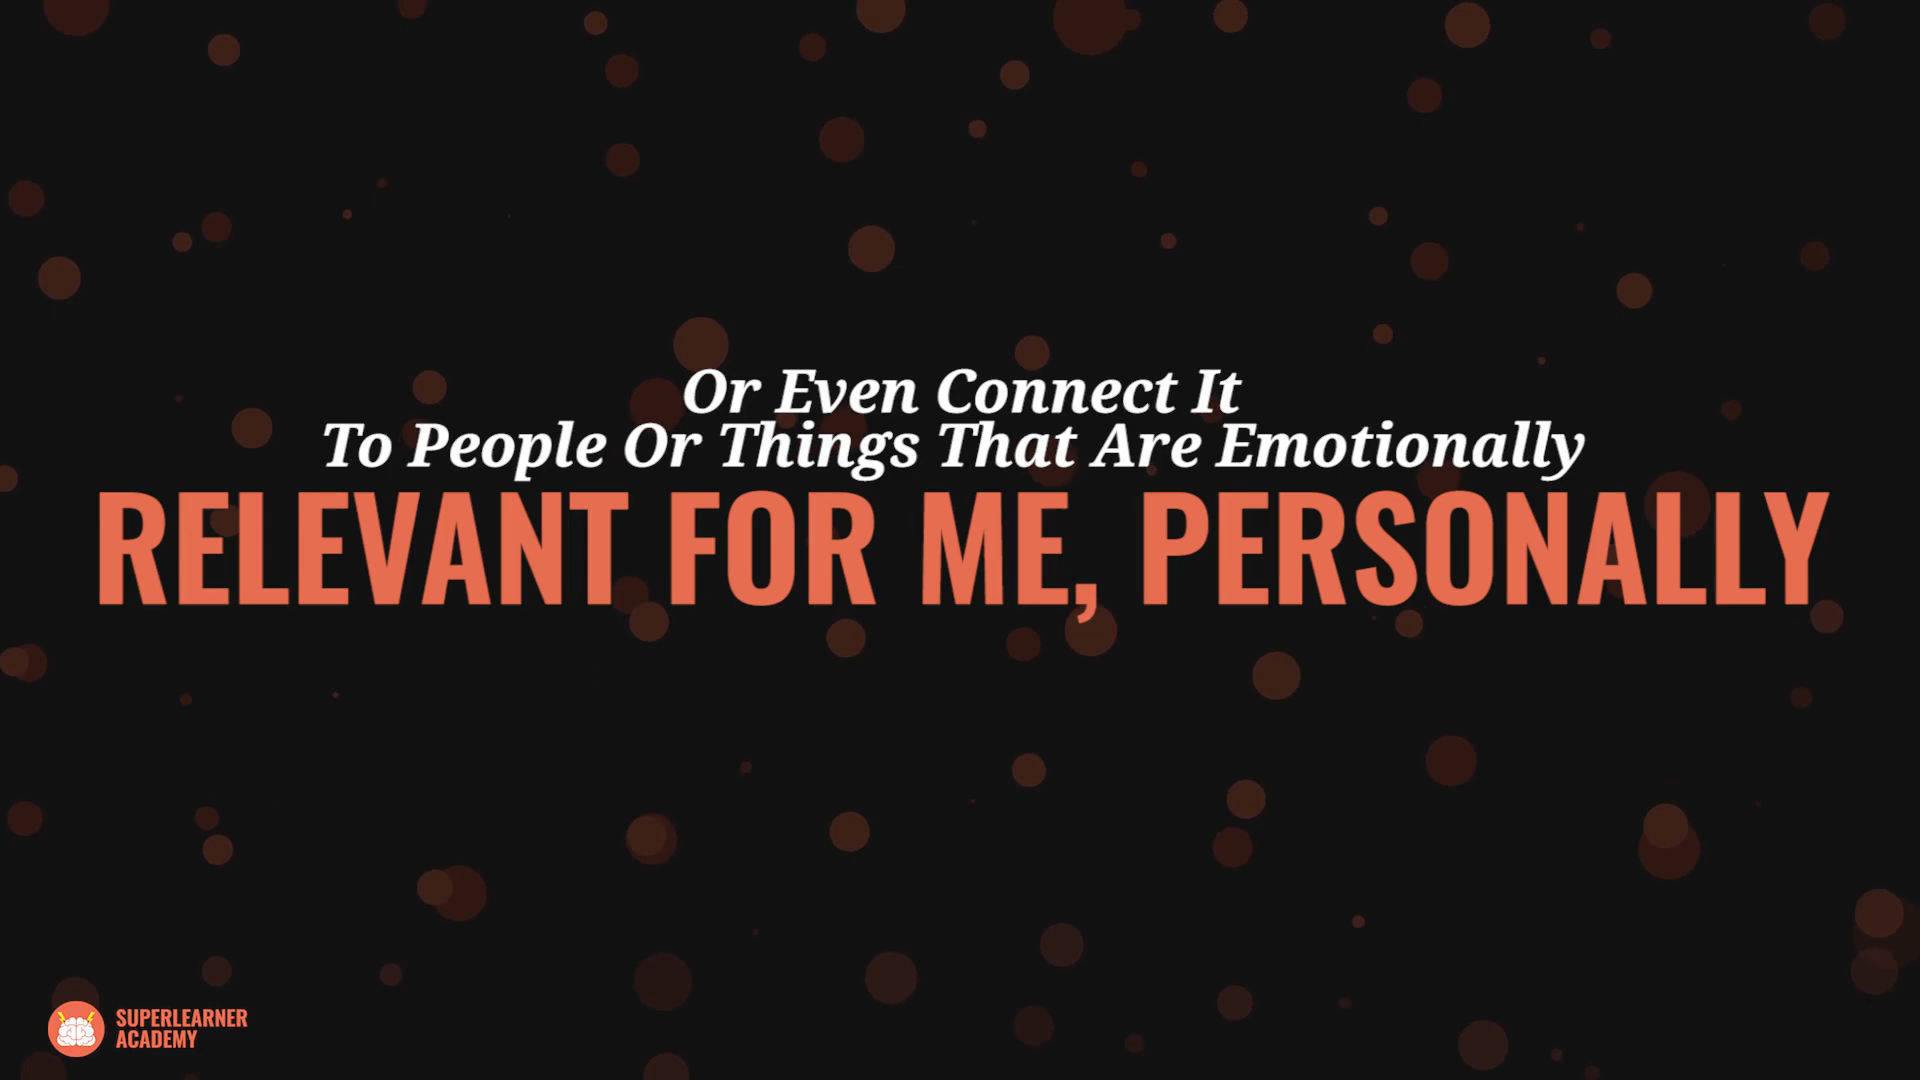 Or Even Connect It
To People Or Things That Are Emotionally
RELEVANT FOR ME, PERSONALLY
SUPERLEARNER
ACADEMY